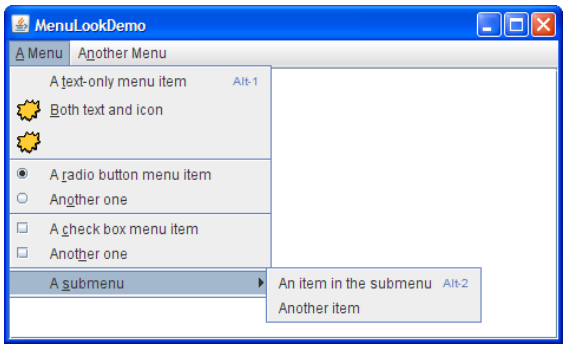 MenuLookDemo
A Menu Another Menu
A text-only menu item Alt-1
Both text and icon
A radio button menu item
Another one
A check box menu item
Another one
A submenu An item in the submenu Alt-2
Another item